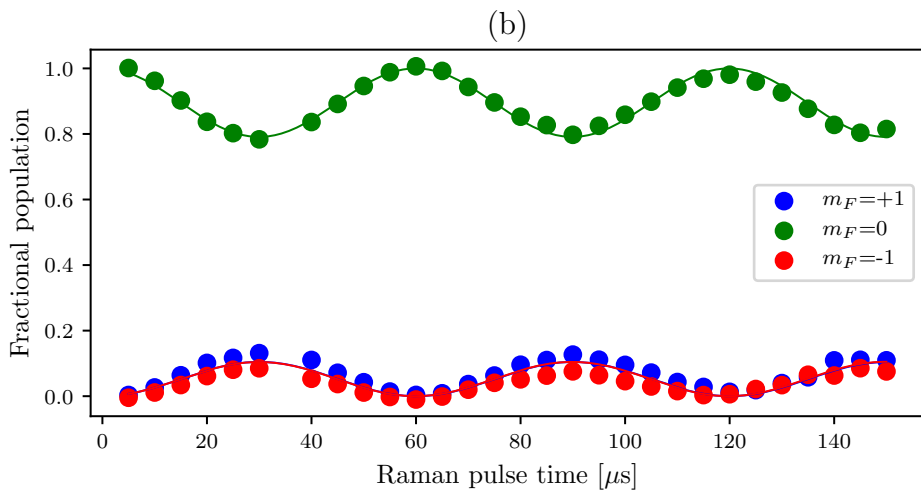 (b)
Fractional population
1.0
0.8
0.6
0.4
0.2
0.0
m_F=+1
m_F=0
m_F=-1
0 20 40 60 80 100 120 140
Raman pulse time [μs]